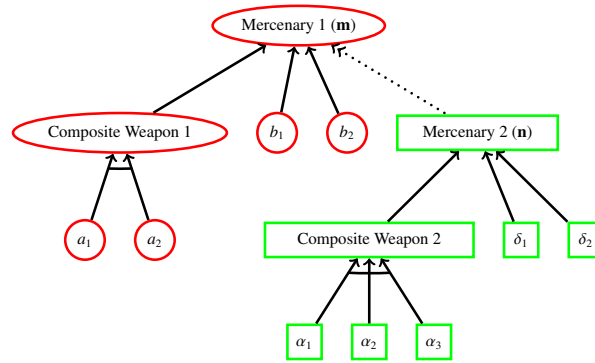 Mercenary 1 (m)
Composite Weapon 1
b₁
b₂
Mercenary 2 (n)
a₁
a₂
Composite Weapon 2
δ₁
δ₂
α₁
α₂
α₃